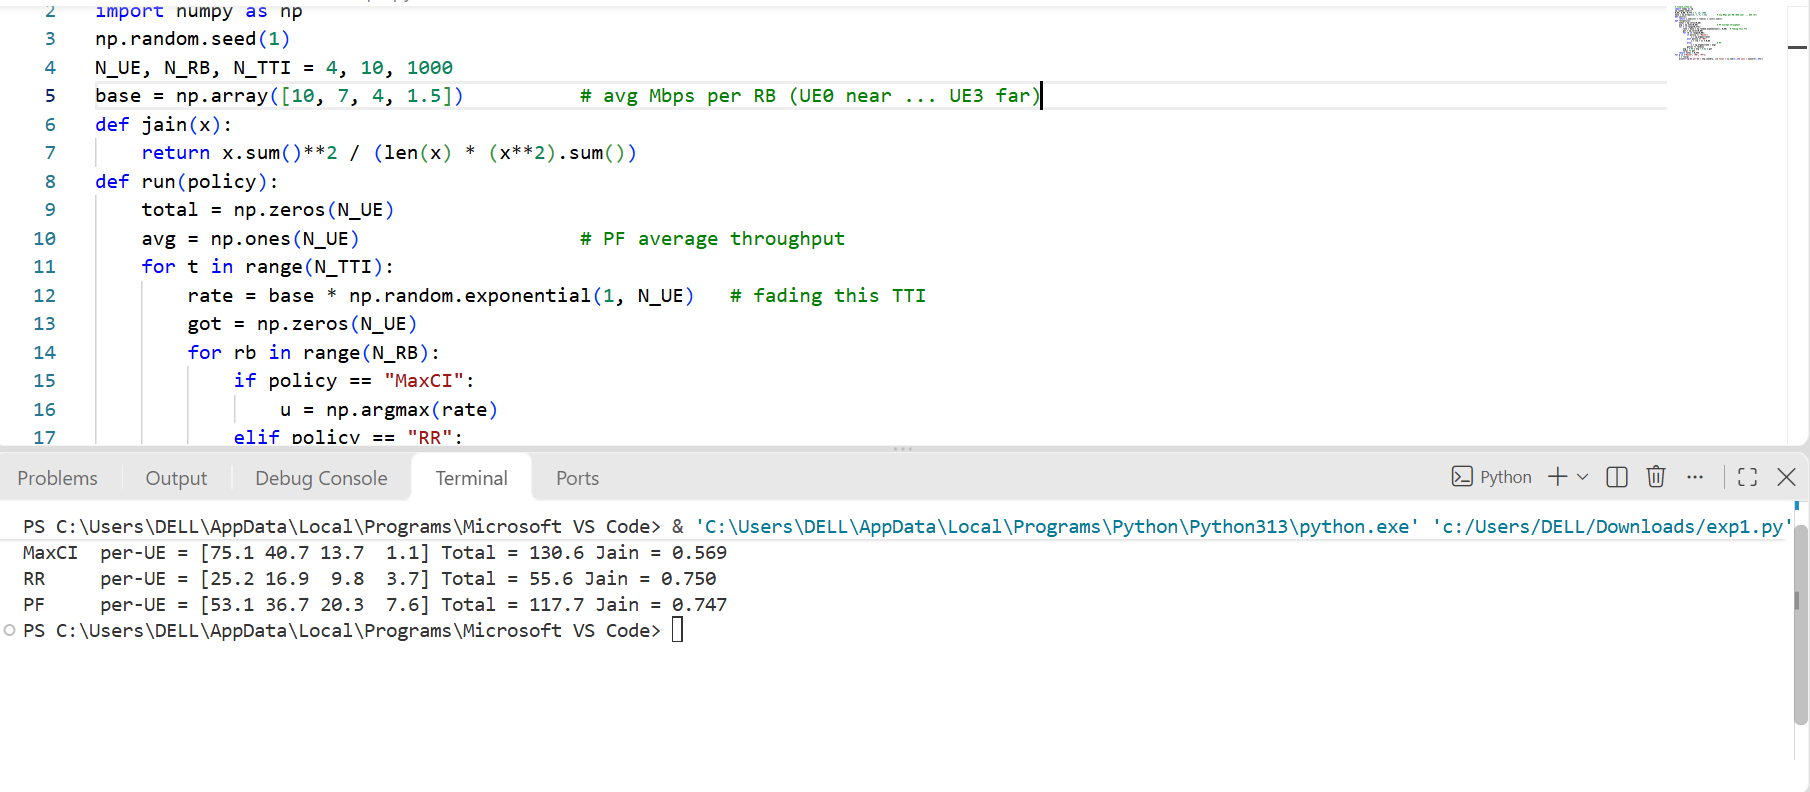 2 import numpy as np
3 np.random.seed(1)
4 N_UE, N_RB, N_TTI = 4, 10, 1000
5 base = np.array([10, 7, 4, 1.5]) # avg Mbps per RB (UE0 near ... UE3 far)
6 def jain(x):
7 return x.sum()**2 / (len(x) * (x**2).sum())
8 def run(policy):
9 total = np.zeros(N_UE)
10 avg = np.ones(N_UE) # PF average throughput
11 for t in range(N_TTI):
12 rate = base * np.random.exponential(1, N_UE) # fading this TTI
13 got = np.zeros(N_UE)
14 for rb in range(N_RB):
15 if policy == "MaxCI":
16 u = np.argmax(rate)
17 elif policy == "RR":
Problems Output Debug Console Terminal Ports Python
PS C:\Users\DELL\AppData\Local\Programs\Microsoft VS Code> & 'C:\Users\DELL\AppData\Local\Programs\Python\Python313\python.exe' 'c:/Users/DELL/Downloads/exp1.py'
MaxCI per-UE = [75.1 40.7 13.7 1.1] Total = 130.6 Jain = 0.569
RR per-UE = [25.2 16.9 9.8 3.7] Total = 55.6 Jain = 0.750
PF per-UE = [53.1 36.7 20.3 7.6] Total = 117.7 Jain = 0.747
PS C:\Users\DELL\AppData\Local\Programs\Microsoft VS Code>